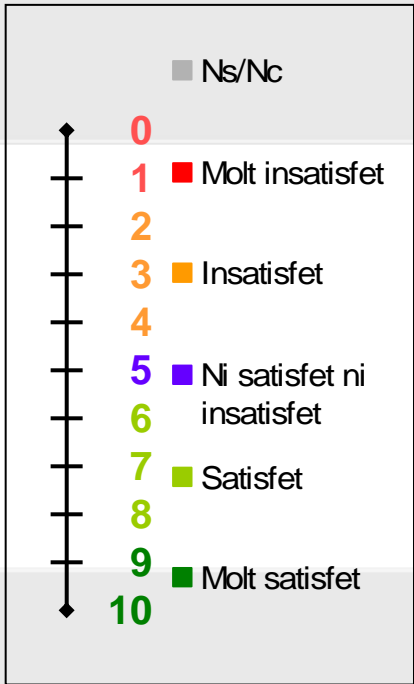 Ns/Nc
0
1 Molt insatisfet
2
3 Insatisfet
4
5 Ni satisfet ni
insatisfet
6
7 Satisfet
8
9
Molt satisfet
10